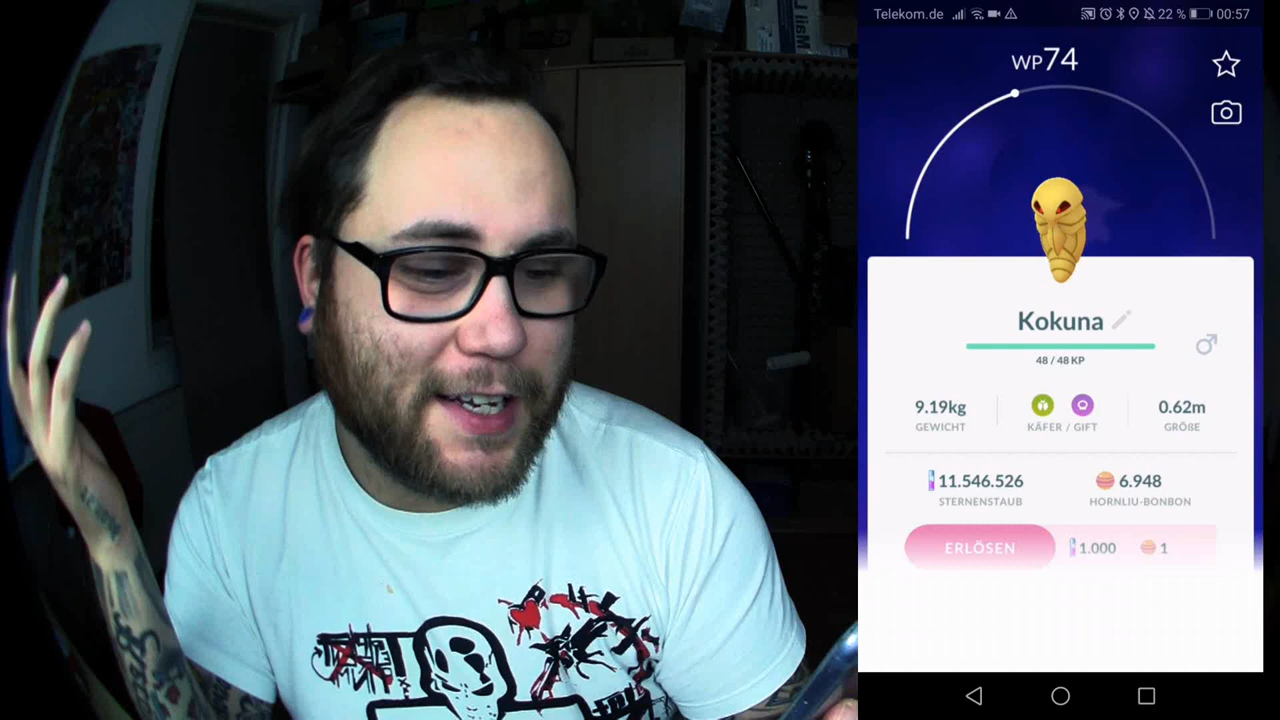 Telekom.de
22 % 00:57
WP74
Kokuna
48 / 48 KP
9.19kg
GEWICHT
KÄFER / GIFT
0.62m
GRÖßE
11.546.526
STERNENSTAUB
6.948
HORNLIU-BONBON
ERLÖSEN
1.000
1